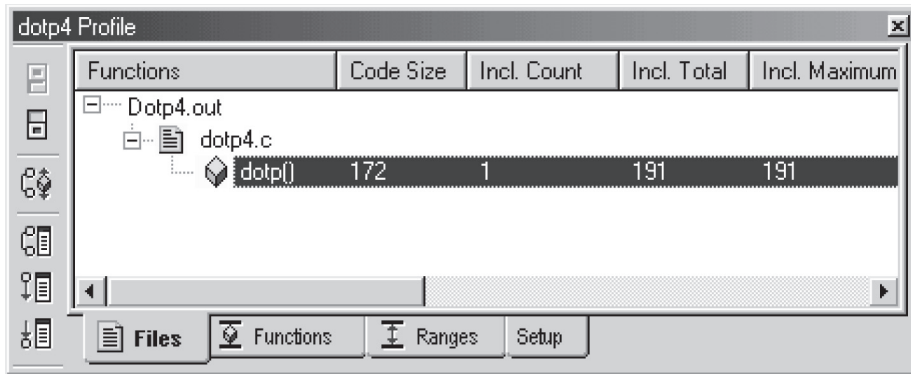 dotp4 Profile
Functions Code Size Incl. Count Incl. Total Incl. Maximum
Dotp4.out
dotp4.c
dotp() 172 1 191 191
Files Functions Ranges Setup